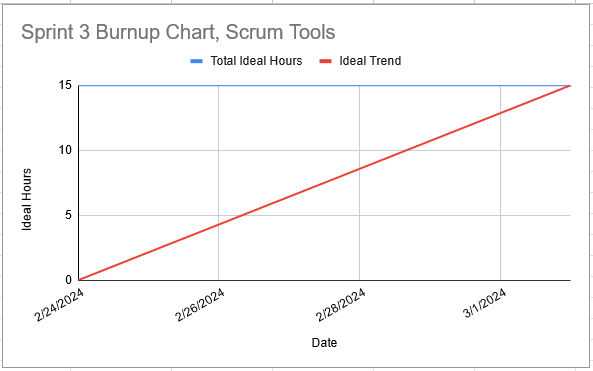 Sprint 3 Burnup Chart, Scrum Tools
Total Ideal Hours
Ideal Trend
15
10
5
0
Ideal Hours
2/24/2024
2/26/2024
2/28/2024
3/1/2024
Date